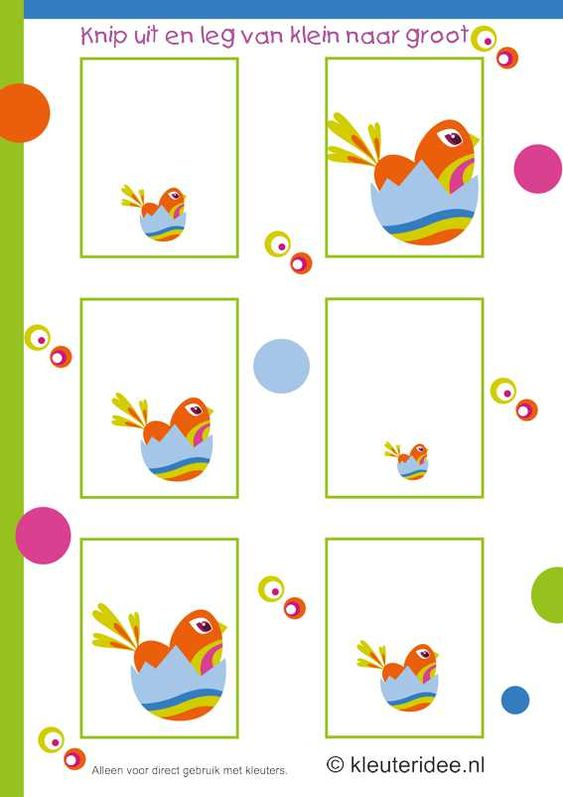 Knip uit en leg van klein naar groot
Alleen voor direct gebruik met kleuters.
© kleuteridee.nl